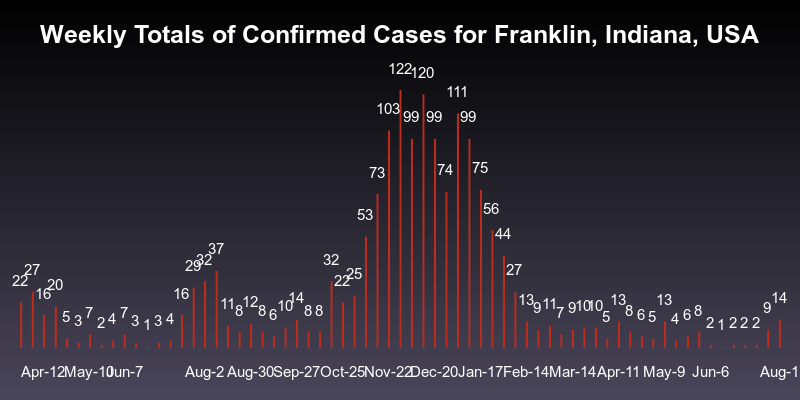 Weekly Totals of Confirmed Cases for Franklin, Indiana, USA
22 27 16 20 5 3 7 2 4 7 3 1 3 4 16 29 32 37 11 8 12 8 6 10 14 8 8 32 22 25 53 73 103 122 99 120 99 74 111 99 75 56 44 27 13 9 11 7 9 10 10 5 13 8 6 5 13 4 6 8 2 1 2 2 2 9 14
Apr-12 May-10 Jun-7 Aug-2 Aug-30 Sep-27 Oct-25 Nov-22 Dec-20 Jan-17 Feb-14 Mar-14 Apr-11 May-9 Jun-6 Aug-1